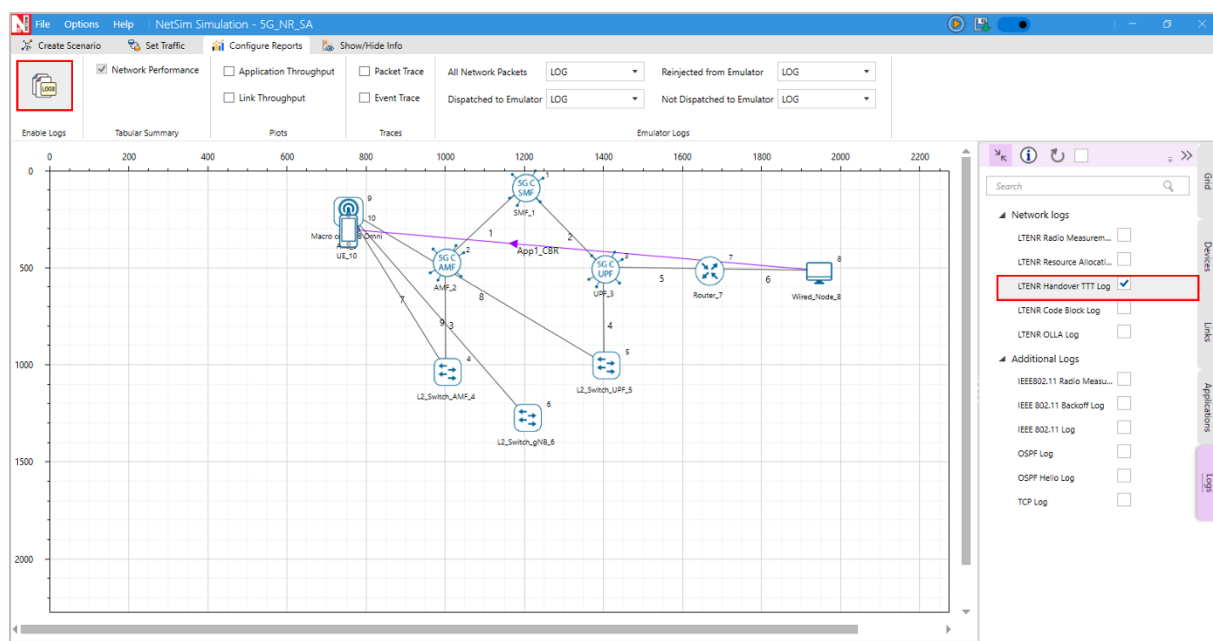 N File Options Help NetSim Simulation - 5G_NR_SA
Create Scenario Set Traffic Configure Reports Show/Hide Info
LOGS
Network Performance
Application Throughput
Link Throughput
Packet Trace
Event Trace
All Network Packets LOG Reinjected from Emulator LOG
Dispatched to Emulator LOG Not Dispatched to Emulator LOG
Enable Logs Tabular Summary Plots Traces Emulator Logs
0 200 400 600 800 1000 1200 1400 1600 1800 2000 2200
0
500
1000
1500
2000
5G C
SMF
1
SMF_1
9
10
Macro
Omni
UE_10
1
2
App1_CBR
5G C
AMF
2
AMF_2
5G C
UPF
3
UPF_3
5
7
Router_7
6
8
Wired_Node_8
7
8
9
3
4
4
L2_Switch_AMF_4
5
L2_Switch_UPF_5
6
L2_Switch_gNB_6
Search
Network logs
LTENR Radio Measurem...
LTENR Resource Allocati...
LTENR Handover TTT Log
LTENR Code Block Log
LTENR OLLA Log
Additional Logs
IEEE802.11 Radio Measu...
IEEE 802.11 Backoff Log
IEEE 802.11 Log
OSPF Log
OSPF Hello Log
TCP Log
Grid
Devices
Links
Applications
Logs